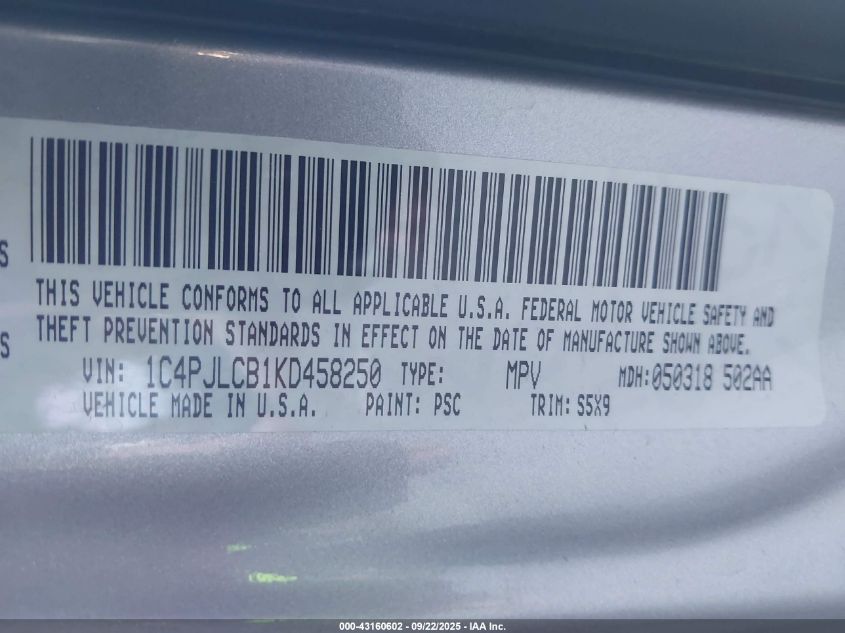 S
THIS VEHICLE CONFORMS TO ALL APPLICABLE U.S.A. FEDERAL MOTOR VEHICLE SAFETY AND
S THEFT PREVENTION STANDARDS IN EFFECT ON THE DATE OF MANUFACTURE SHOWN ABOVE.
VIN: 1C4PJLCB1KD458250 TYPE: MPV MDH:050318 502AA
VEHICLE MADE IN U.S.A. PAINT: PSC TRIM: S5X9
000-43160602 - 09/22/2025 - IAA Inc.